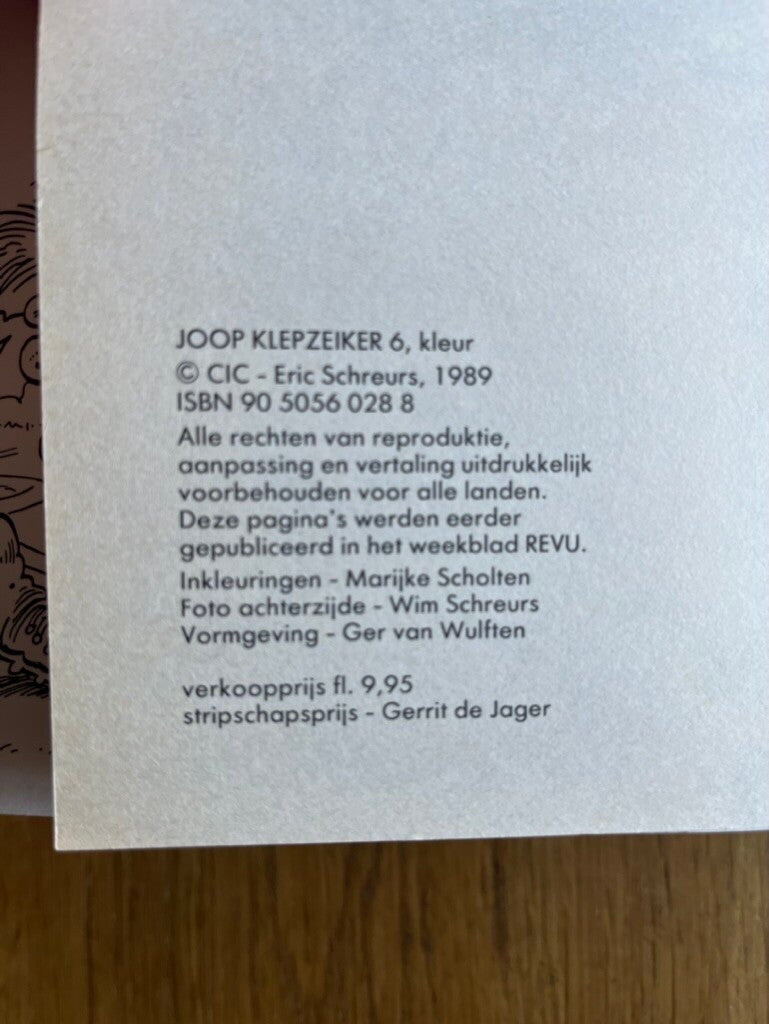 JOOP KLEPZEIKER 6, kleur
© CIC - Eric Schreurs, 1989
ISBN 90 5056 028 8
Alle rechten van reproduktie,
aanpassing en vertaling uitdrukkelijk
voorbehouden voor alle landen.
Deze pagina's werden eerder
gepubliceerd in het weekblad REVU.
Inkleuringen - Marijke Scholten
Foto achterzijde - Wim Schreurs
Vormgeving - Ger van Wulften
verkoopprijs fl. 9,95
stripschapsprijs - Gerrit de Jager